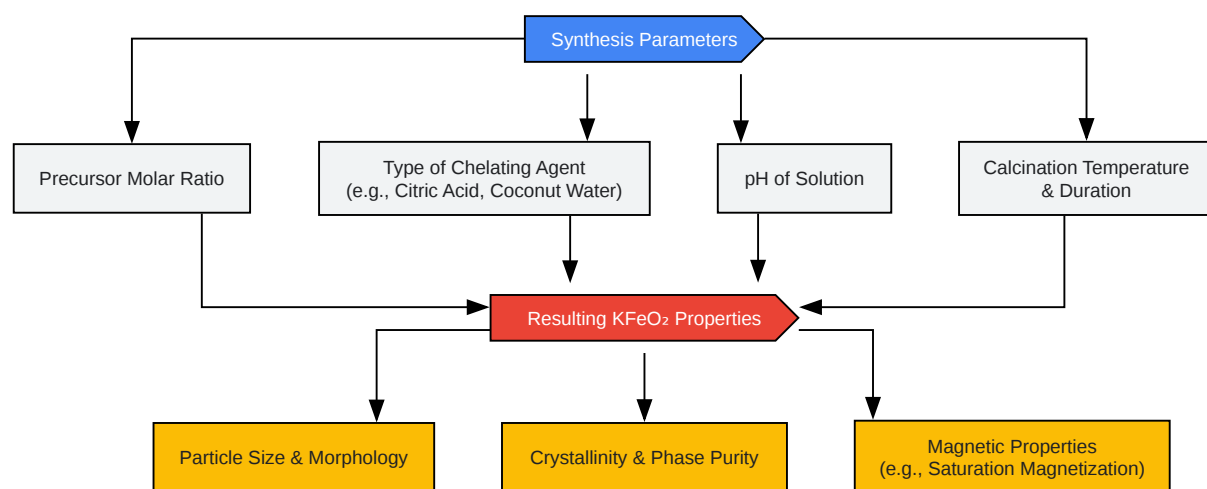 Synthesis Parameters
Precursor Molar Ratio
Type of Chelating Agent
(e.g., Citric Acid, Coconut Water)
pH of Solution
Calcination Temperature
& Duration
Resulting KFeO₂ Properties
Particle Size & Morphology
Crystallinity & Phase Purity
Magnetic Properties
(e.g., Saturation Magnetization)